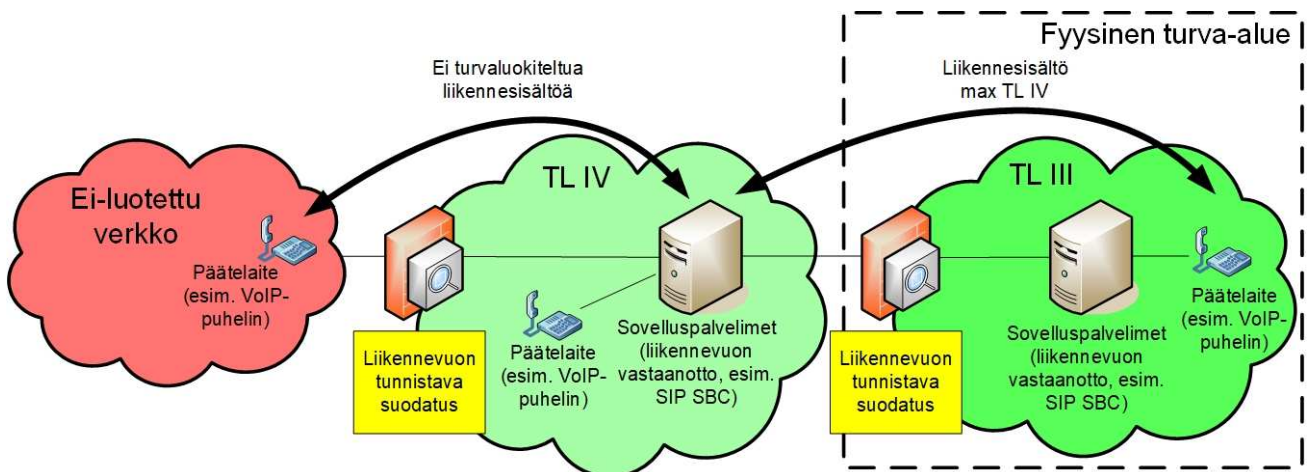 Fyysinen turva-alue
Ei turvaluokiteltua
liikennesisältöä
Liikennesisältö
max TL IV
Ei-luotettu
verkko
Päätelaite
(esim. VoIP-
puhelin)
TL IV
Liikennevuon
tunnistava
suodatus
Päätelaite
(esim. VoIP-
puhelin)
Sovelluspalvelimet
(liikennevuon
vastaanotto, esim.
SIP SBC)
TL III
Liikennevuon
tunnistava
suodatus
Sovelluspalvelimet
(liikennevuon
vastaanotto, esim.
SIP SBC)
Päätelaite
(esim. VoIP-
puhelin)